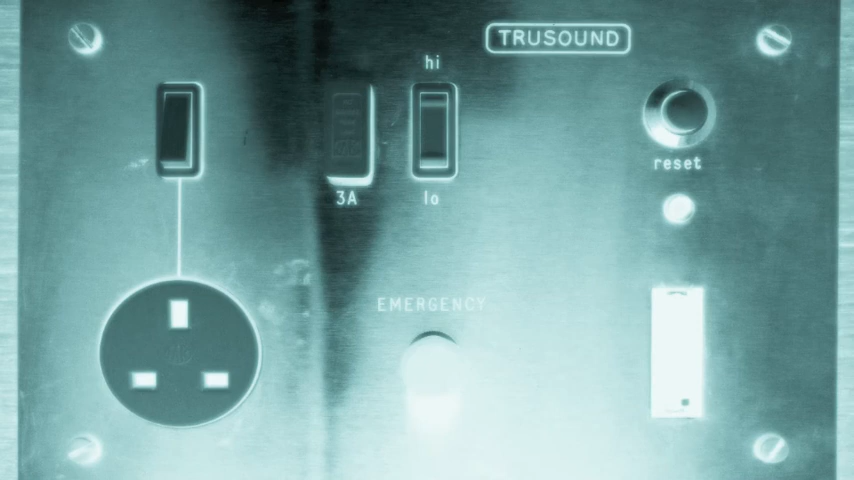 TRUSOUND
hi
3A
lo
reset
EMERGENCY